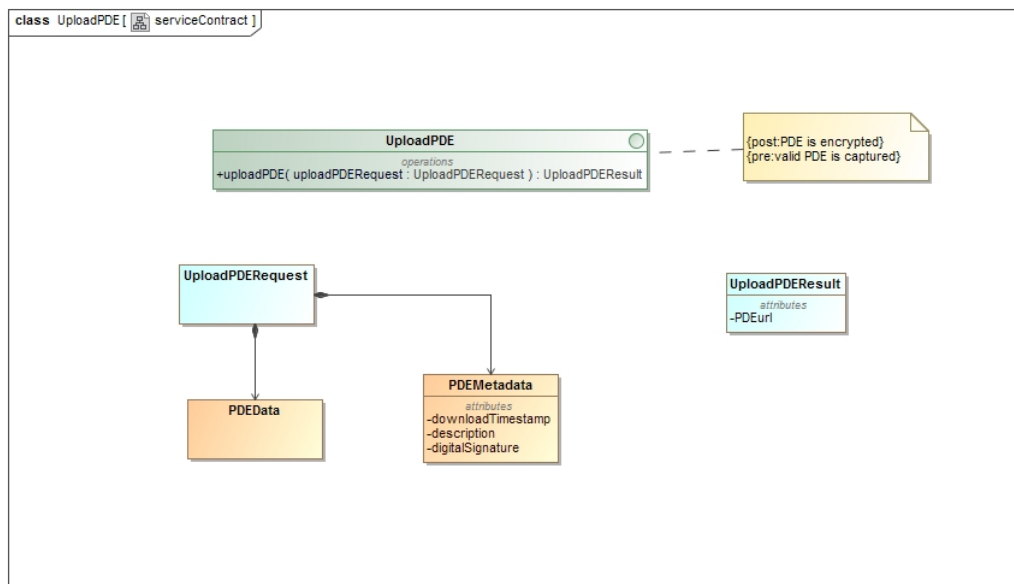 class UploadPDE [ serviceContract ]
UploadPDE
operations
+uploadPDE( uploadPDERequest : UploadPDERequest ) : UploadPDEResult
{post:PDE is encrypted}
{pre:valid PDE is captured}
UploadPDERequest
UploadPDEResult
attributes
-PDEurl
PDEData
PDEMetadata
attributes
-downloadTimestamp
-description
-digitalSignature